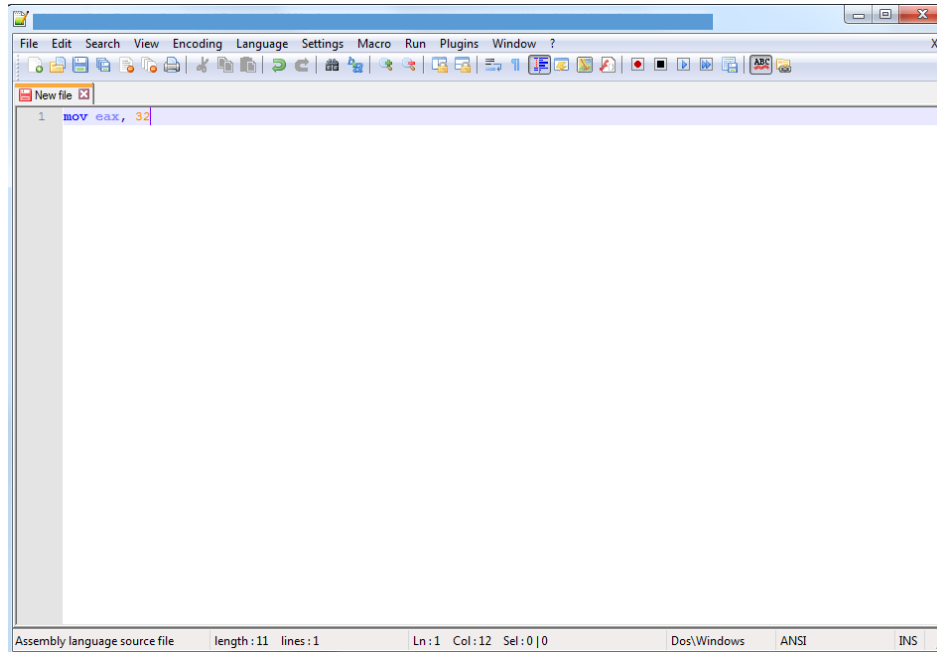 File Edit Search View Encoding Language Settings Macro Run Plugins Window ? X
ABC
New file
1 mov eax, 32
Assembly language source file length : 11 lines : 1 Ln : 1 Col : 12 Sel : 0 | 0 Dos\Windows ANSI INS